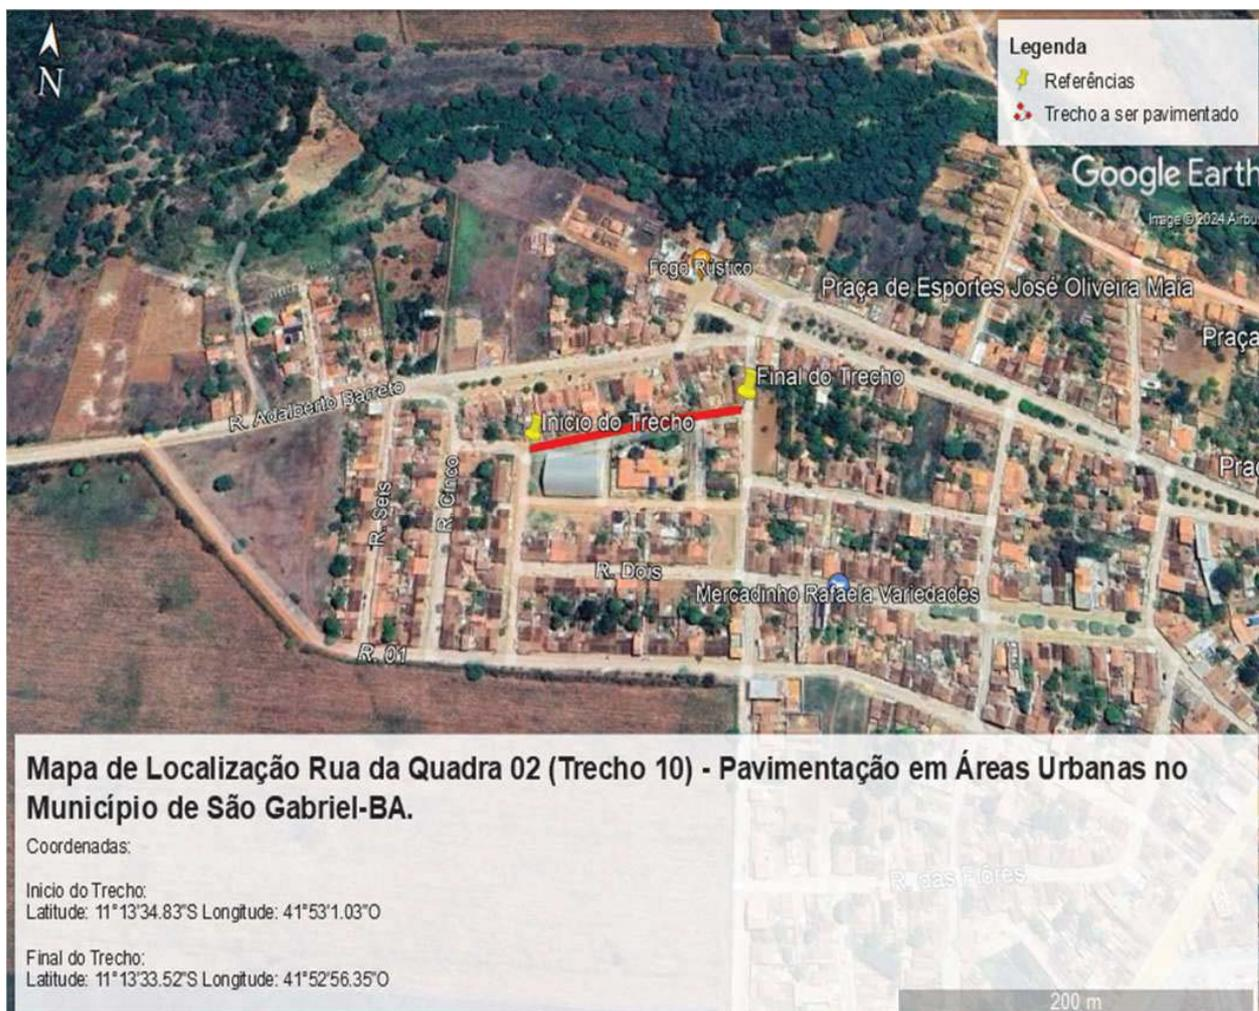 N
Legenda
Referências
Trecho a ser pavimentado
Google Earth
Image © 2024 Airbu
Fogo Rústico
Praça de Esportes José Oliveira Maia
Praça
Final do Trecho
R. Adalberto Barreto
Início do Trecho
Praç
R. Cinco
R. Seis
R. Dois
Mercadinho Rafaela Variedades
R. 01
Mapa de Localização Rua da Quadra 02 (Trecho 10) - Pavimentação em Áreas Urbanas no
Município de São Gabriel-BA.
Coordenadas:
R. das Flôres
Inicio do Trecho:
Latitude: 11°13'34.83"S Longitude: 41°53'1.03"O
Final do Trecho:
Latitude: 11°13'33.52"S Longitude: 41°52'56.35"O
200 m